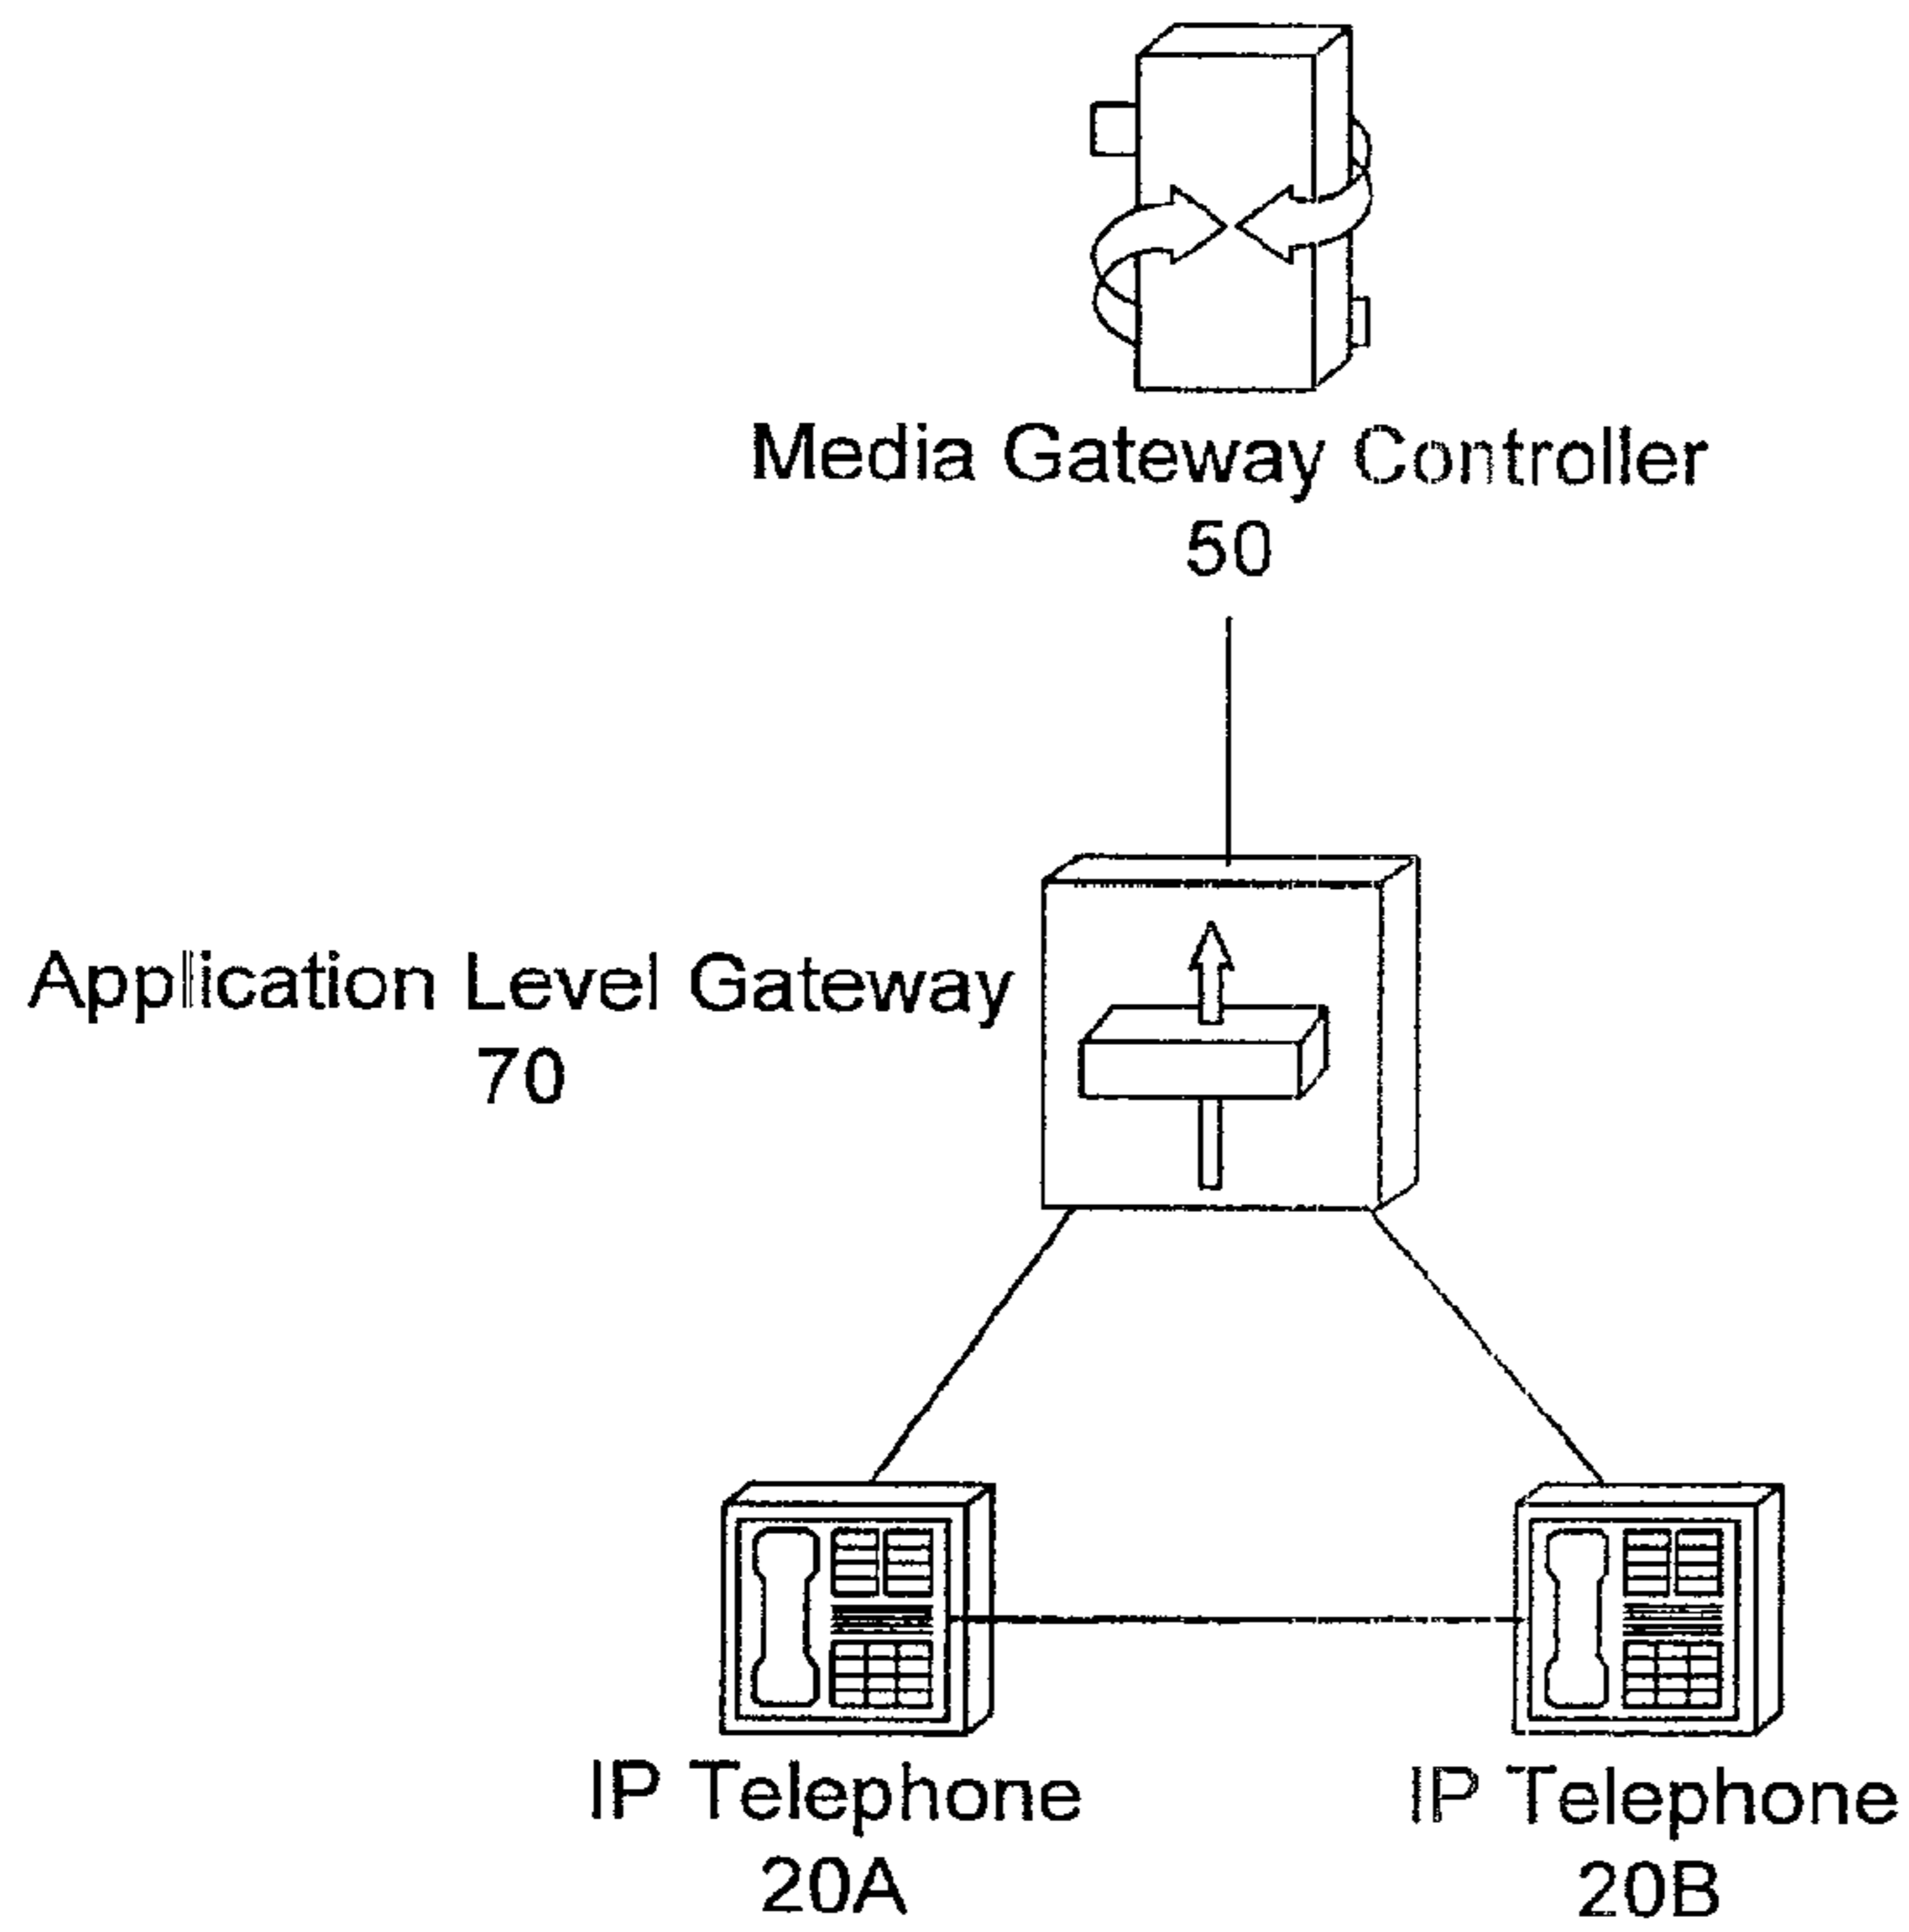 Media Gateway Controller
50
Application Level Gateway
70
IP Telephone
20A
IP Telephone
20B